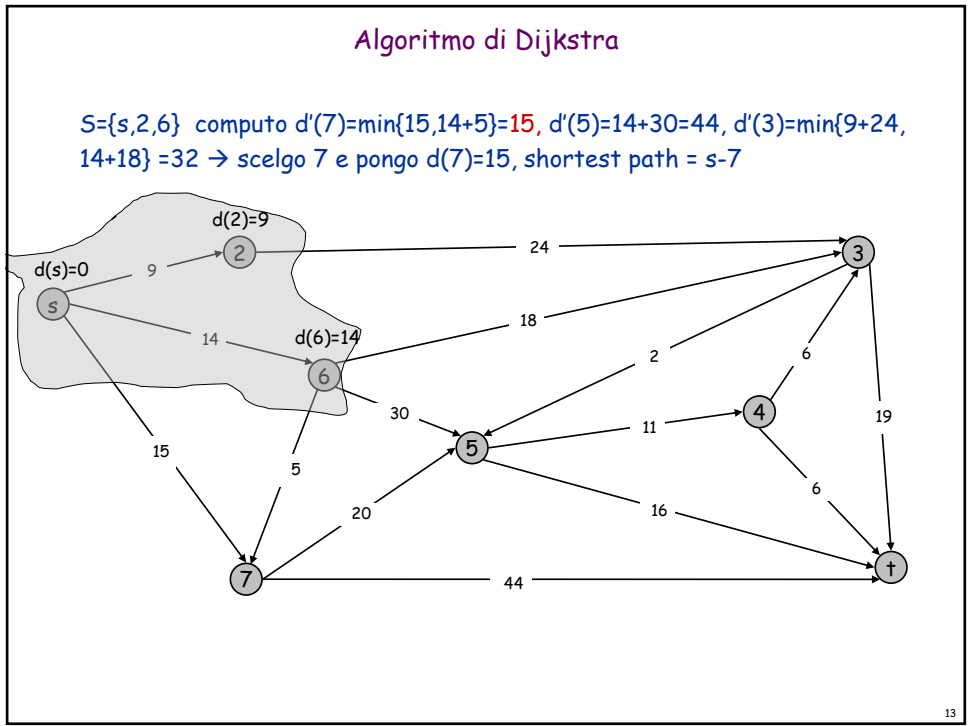 Algoritmo di Dijkstra
S={s,2,6} computo d’(7)=min{15,14+5}=15, d’(5)=14+30=44, d’(3)=min{9+24,
14+18} =32 → scelgo 7 e pongo d(7)=15, shortest path = s-7
d(2)=9
2
24
3
d(s)=0
9
s
18
14
d(6)=14
6
2
6
30
4
19
11
15
5
5
6
20
16
7
44
t
13